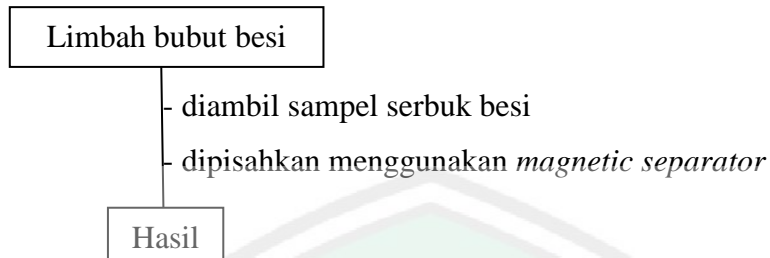 Limbah bubut besi
- diambil sampel serbuk besi
- dipisahkan menggunakan magnetic separator
Hasil